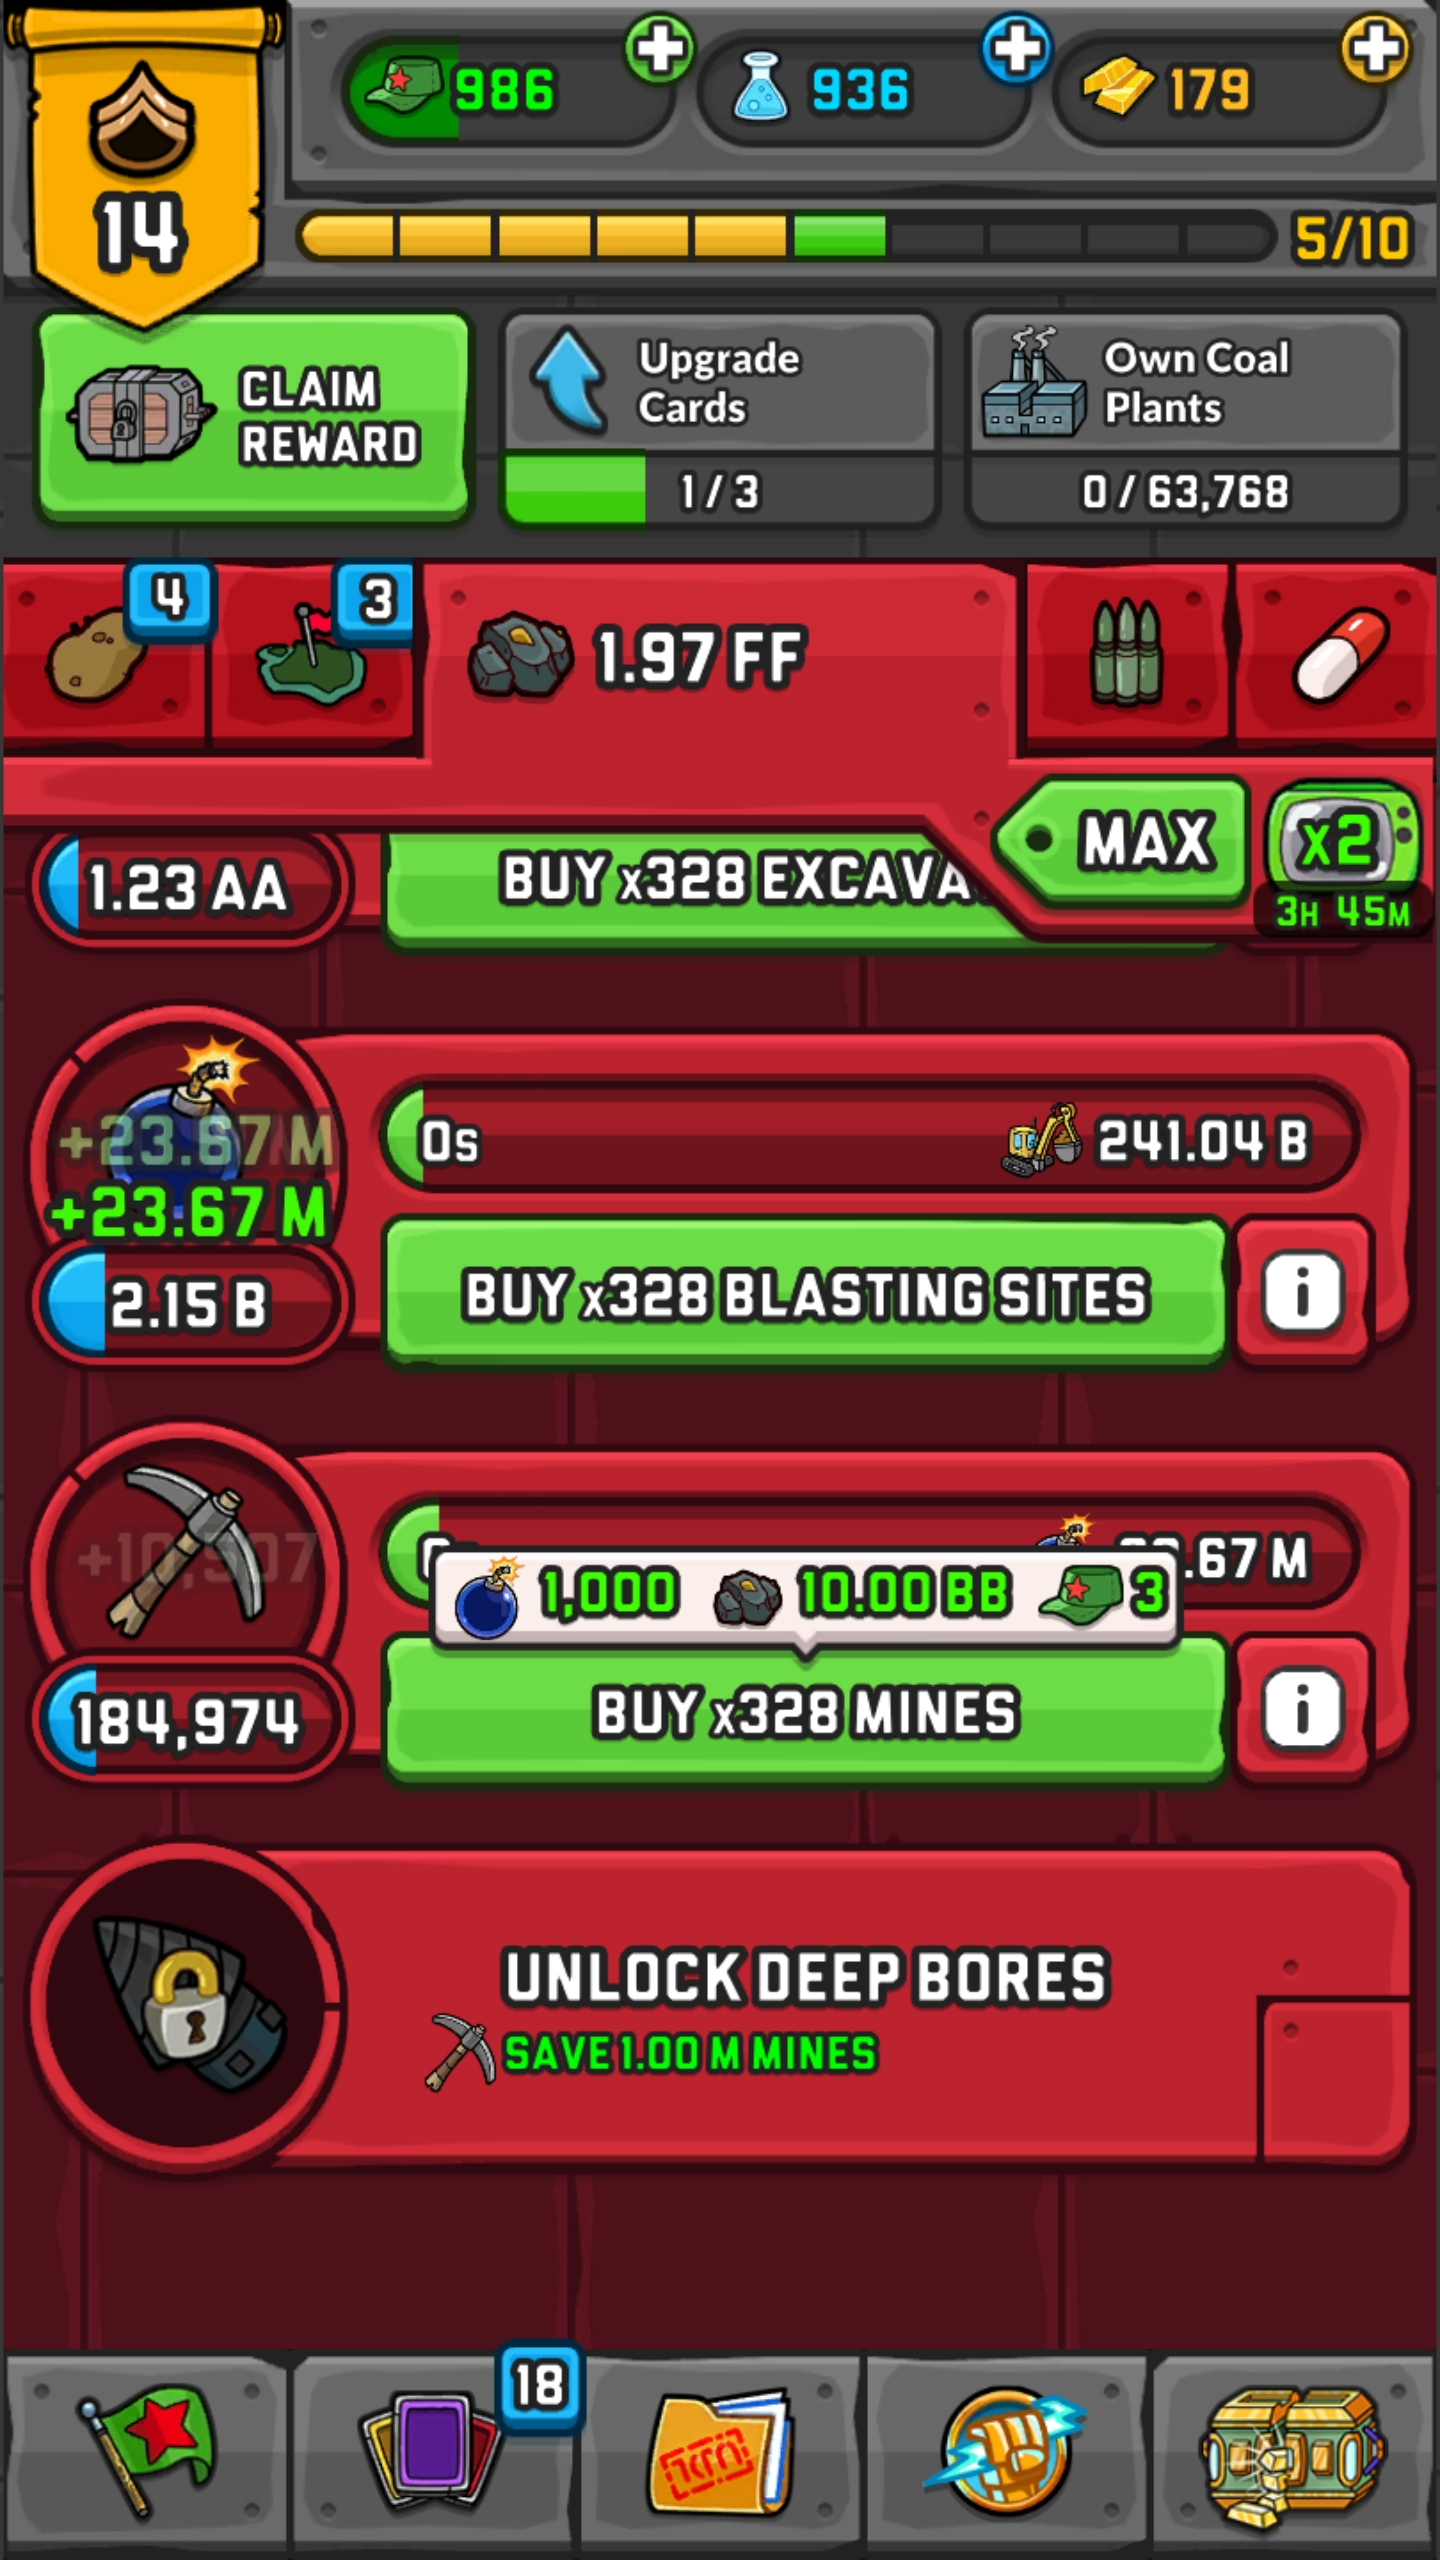 986
936
179
14
5/10
CLAIM
REWARD
Upgrade
Cards
1/3
Own Coal
Plants
0/63,768
4
3
1.97 FF
MAX
x2
3H 45M
1.23 AA
BUY x328
0s
241.04 B
+23.67 M
+23.67 M
2.15 B
BUY x328 BLASTING SITES
i
.67 M
1,000
10.00 BB
3
184,974
BUY x328 MINES
i
UNLOCK DEEP BORES
SAVE 1.00 M MINES
18